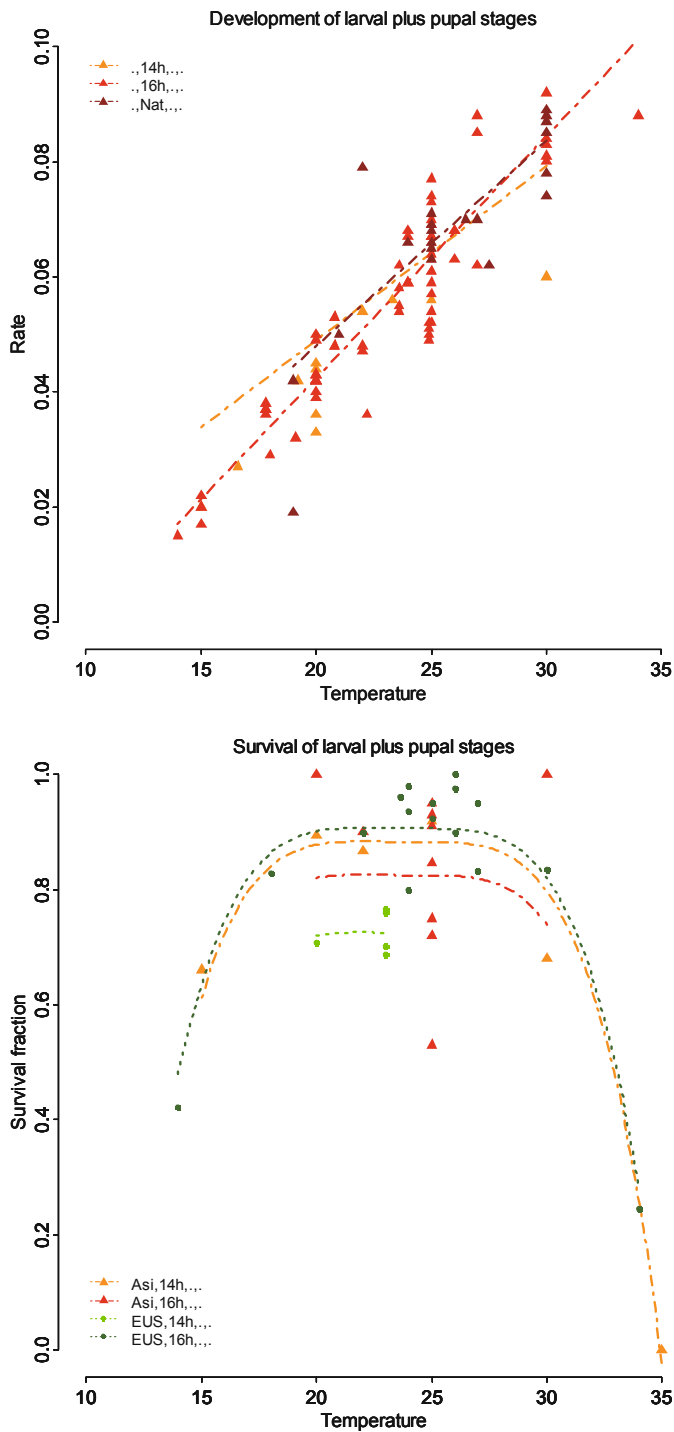 Development of larval plus pupal stages
.,14h,.,.
.,16h,.,.
.,Nat,.,.
0.10
0.08
0.06
0.04
0.02
0.00
Rate
10 15 20 25 30 35
Temperature
Survival of larval plus pupal stages
1.0
0.8
0.6
0.4
0.2
0.0
Survival fraction
Asi,14h,.,.
Asi,16h,.,.
EUS,14h,.,.
EUS,16h,.,.
10 15 20 25 30 35
Temperature